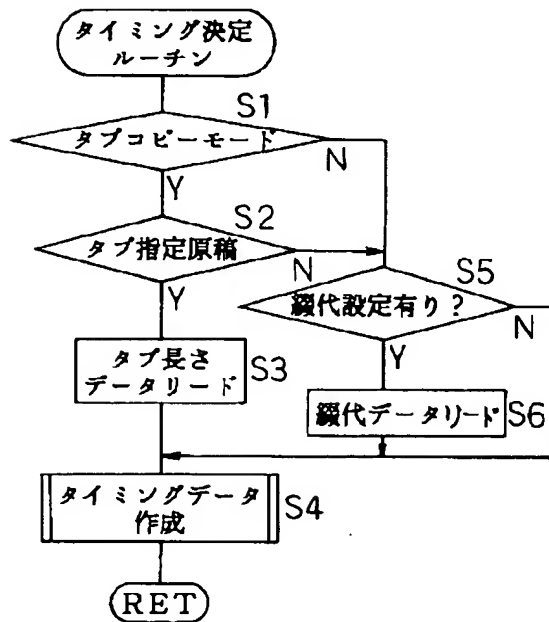 タイミング決定
ルーチン
S1
タブコピーモード
N
Y
S2
タブ指定原稿
N
Y
S5
綴代設定有り?
N
Y
タブ長さ
データリード
S3
綴代データリード
S6
タイミングデータ
作成
S4
RET